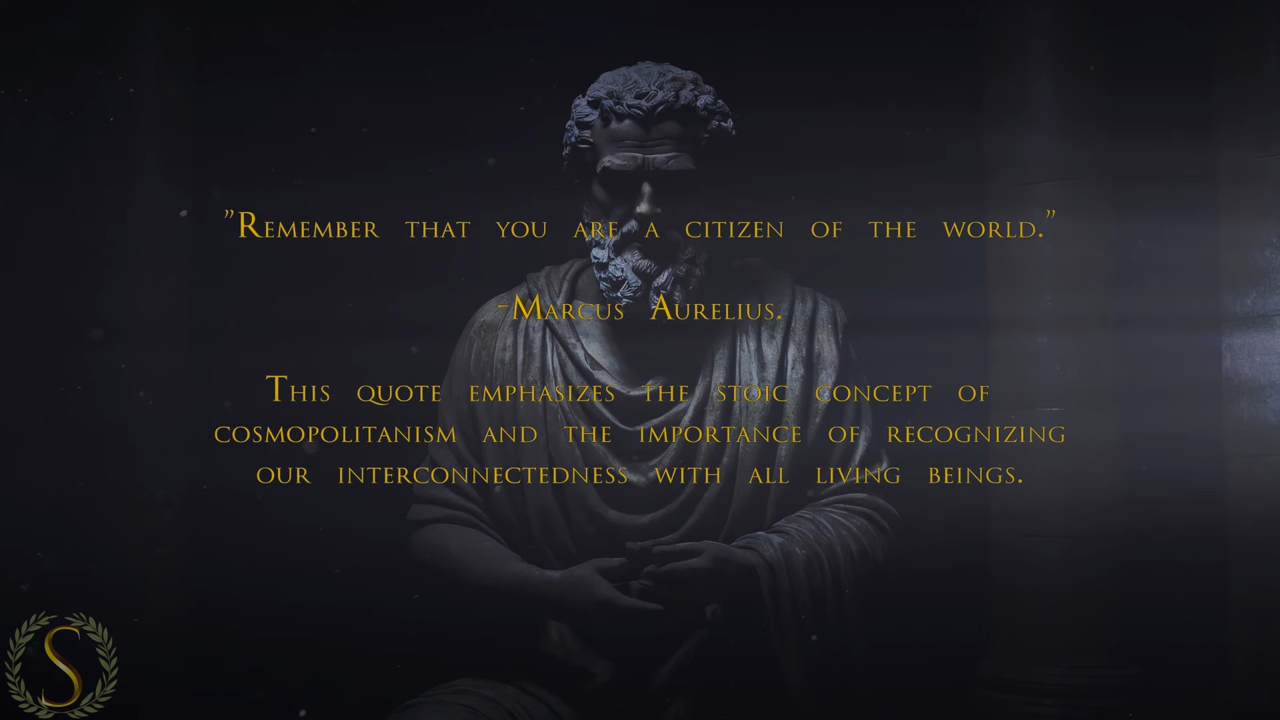 "Remember that you are a citizen of the world."
-Marcus Aurelius.
This quote emphasizes the stoic concept of
cosmopolitanism and the importance of recognizing
our interconnectedness with all living beings.
S